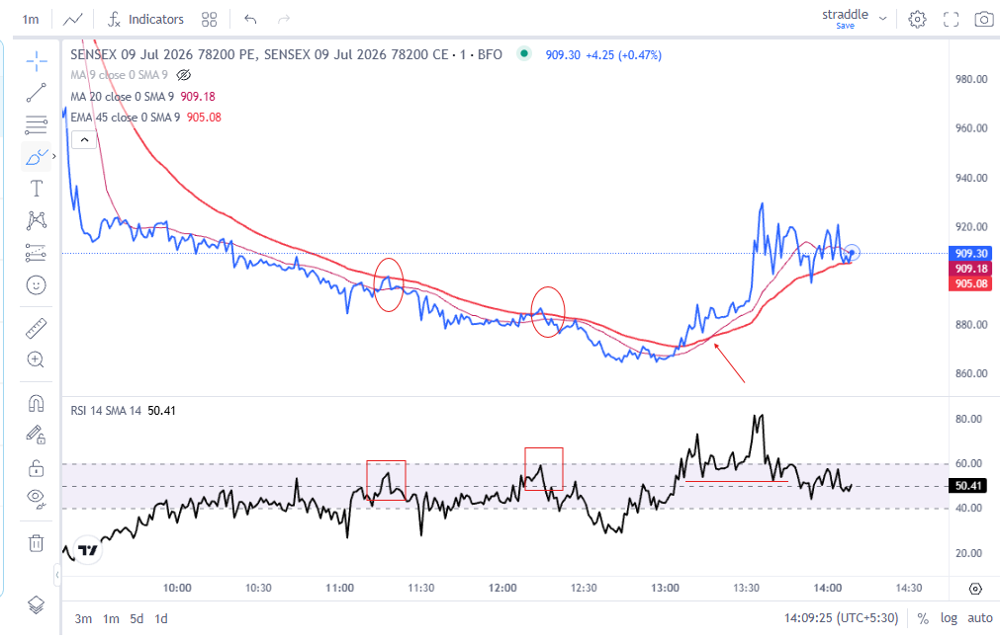 1m Indicators straddle
Save
SENSEX 09 Jul 2026 78200 PE, SENSEX 09 Jul 2026 78200 CE · 1 · BFO 909.30 +4.25 (+0.47%)
MA 9 close 0 SMA 9
MA 20 close 0 SMA 9 909.18
EMA 45 close 0 SMA 9 905.08
980.00
960.00
940.00
920.00
909.30
909.18
905.08
880.00
860.00
RSI 14 SMA 14 50.41
80.00
60.00
50.41
40.00
20.00
10:00 10:30 11:00 11:30 12:00 12:30 13:00 13:30 14:00 14:30
3m 1m 5d 1d 14:09:25 (UTC+5:30) % log auto